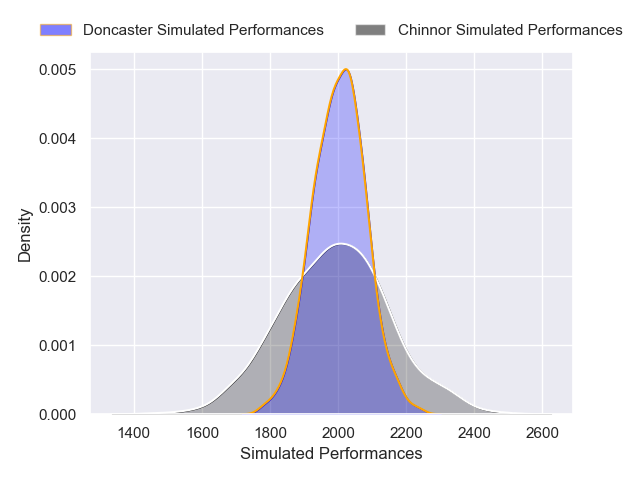 Doncaster Simulated Performances
Chinnor Simulated Performances
0.005
0.004
0.003
0.002
0.001
0.000
Density
1400 1600 1800 2000 2200 2400 2600
Simulated Performances